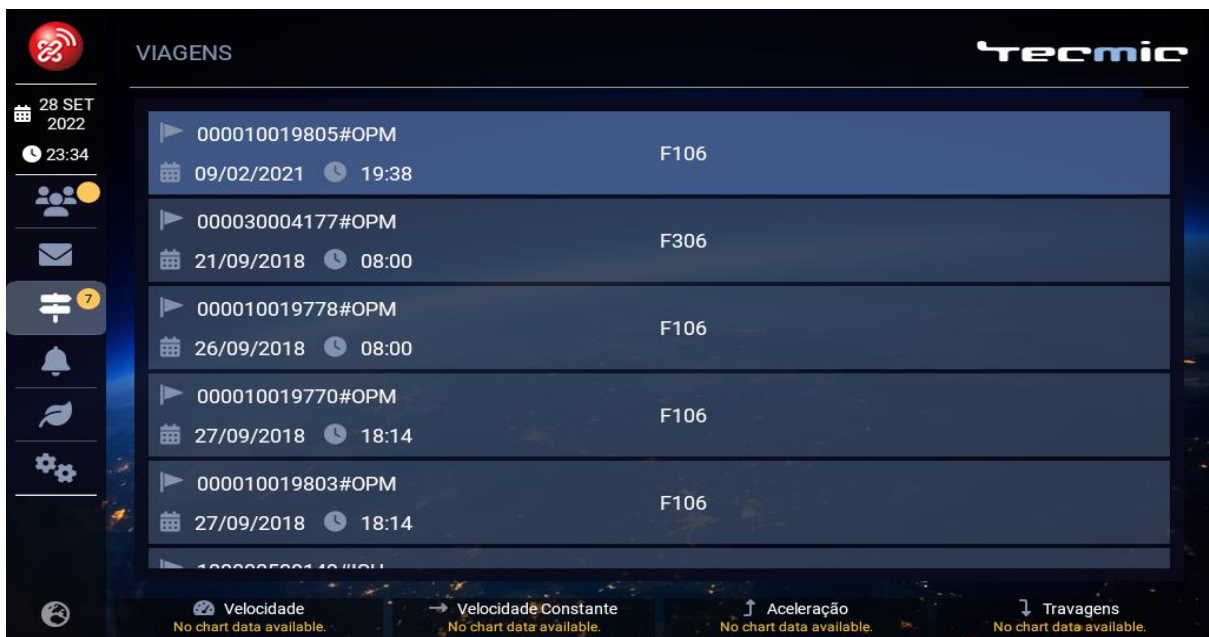 VIAGENS
Tecmic
28 SET
2022
23:34
7
000010019805#OPM
09/02/2021 19:38
F106
000030004177#OPM
21/09/2018 08:00
F306
000010019778#OPM
26/09/2018 08:00
F106
000010019770#OPM
27/09/2018 18:14
F106
000010019803#OPM
27/09/2018 18:14
F106
Velocidade
No chart data available.
Velocidade Constante
No chart data available.
Aceleração
No chart data available.
Travagens
No chart data available.